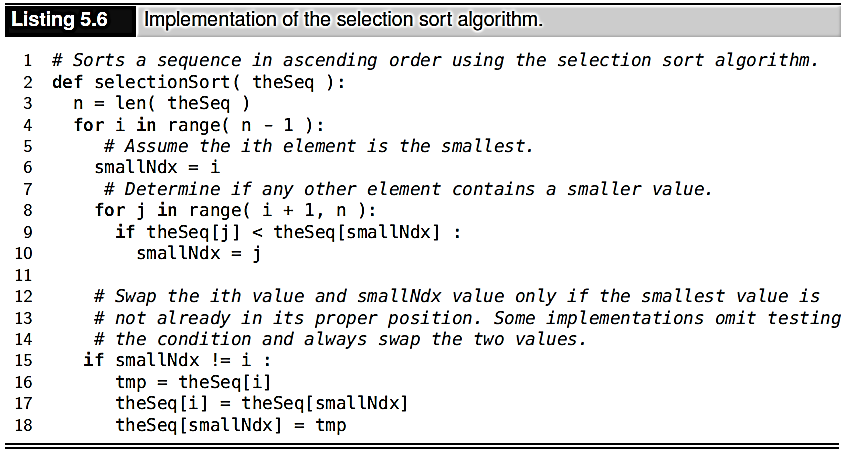 Listing 5.6 Implementation of the selection sort algorithm.
1 # Sorts a sequence in ascending order using the selection sort algorithm.
2 def selectionSort( theSeq ):
3   n = len( theSeq )
4   for i in range( n - 1 ):
5      # Assume the ith element is the smallest.
6     smallNdx = i
7      # Determine if any other element contains a smaller value.
8     for j in range( i + 1, n ):
9       if theSeq[j] < theSeq[smallNdx] :
10         smallNdx = j
11
12     # Swap the ith value and smallNdx value only if the smallest value is
13     # not already in its proper position. Some implementations omit testing
14     # the condition and always swap the two values.
15    if smallNdx != i :
16       tmp = theSeq[i]
17       theSeq[i] = theSeq[smallNdx]
18       theSeq[smallNdx] = tmp